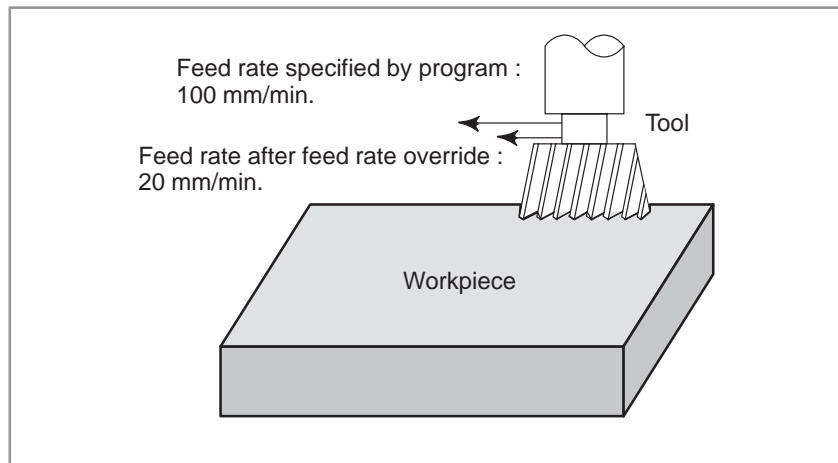 Feed rate specified by program :
100 mm/min.
Tool
Feed rate after feed rate override :
20 mm/min.
Workpiece